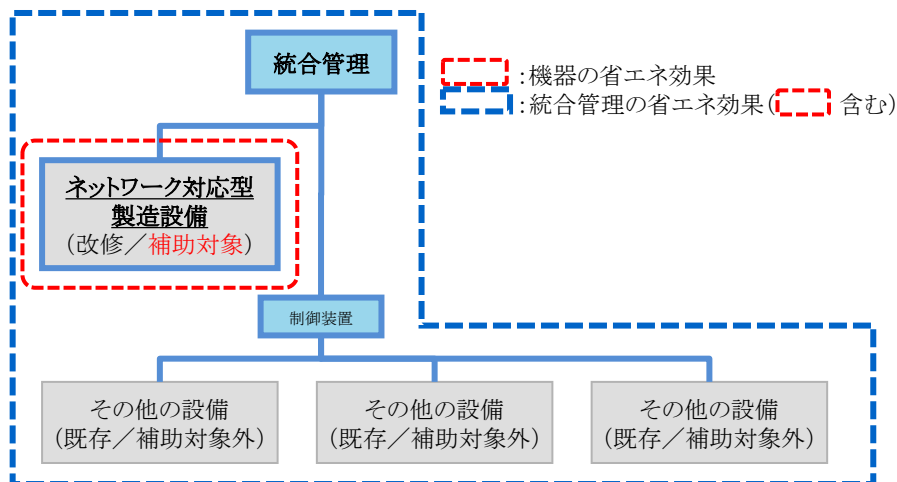 統合管理
:機器の省エネ効果
:統合管理の省エネ効果( 含む)
ネットワーク対応型
製造設備
(改修／補助対象)
制御装置
その他の設備
(既存／補助対象外)
その他の設備
(既存／補助対象外)
その他の設備
(既存／補助対象外)